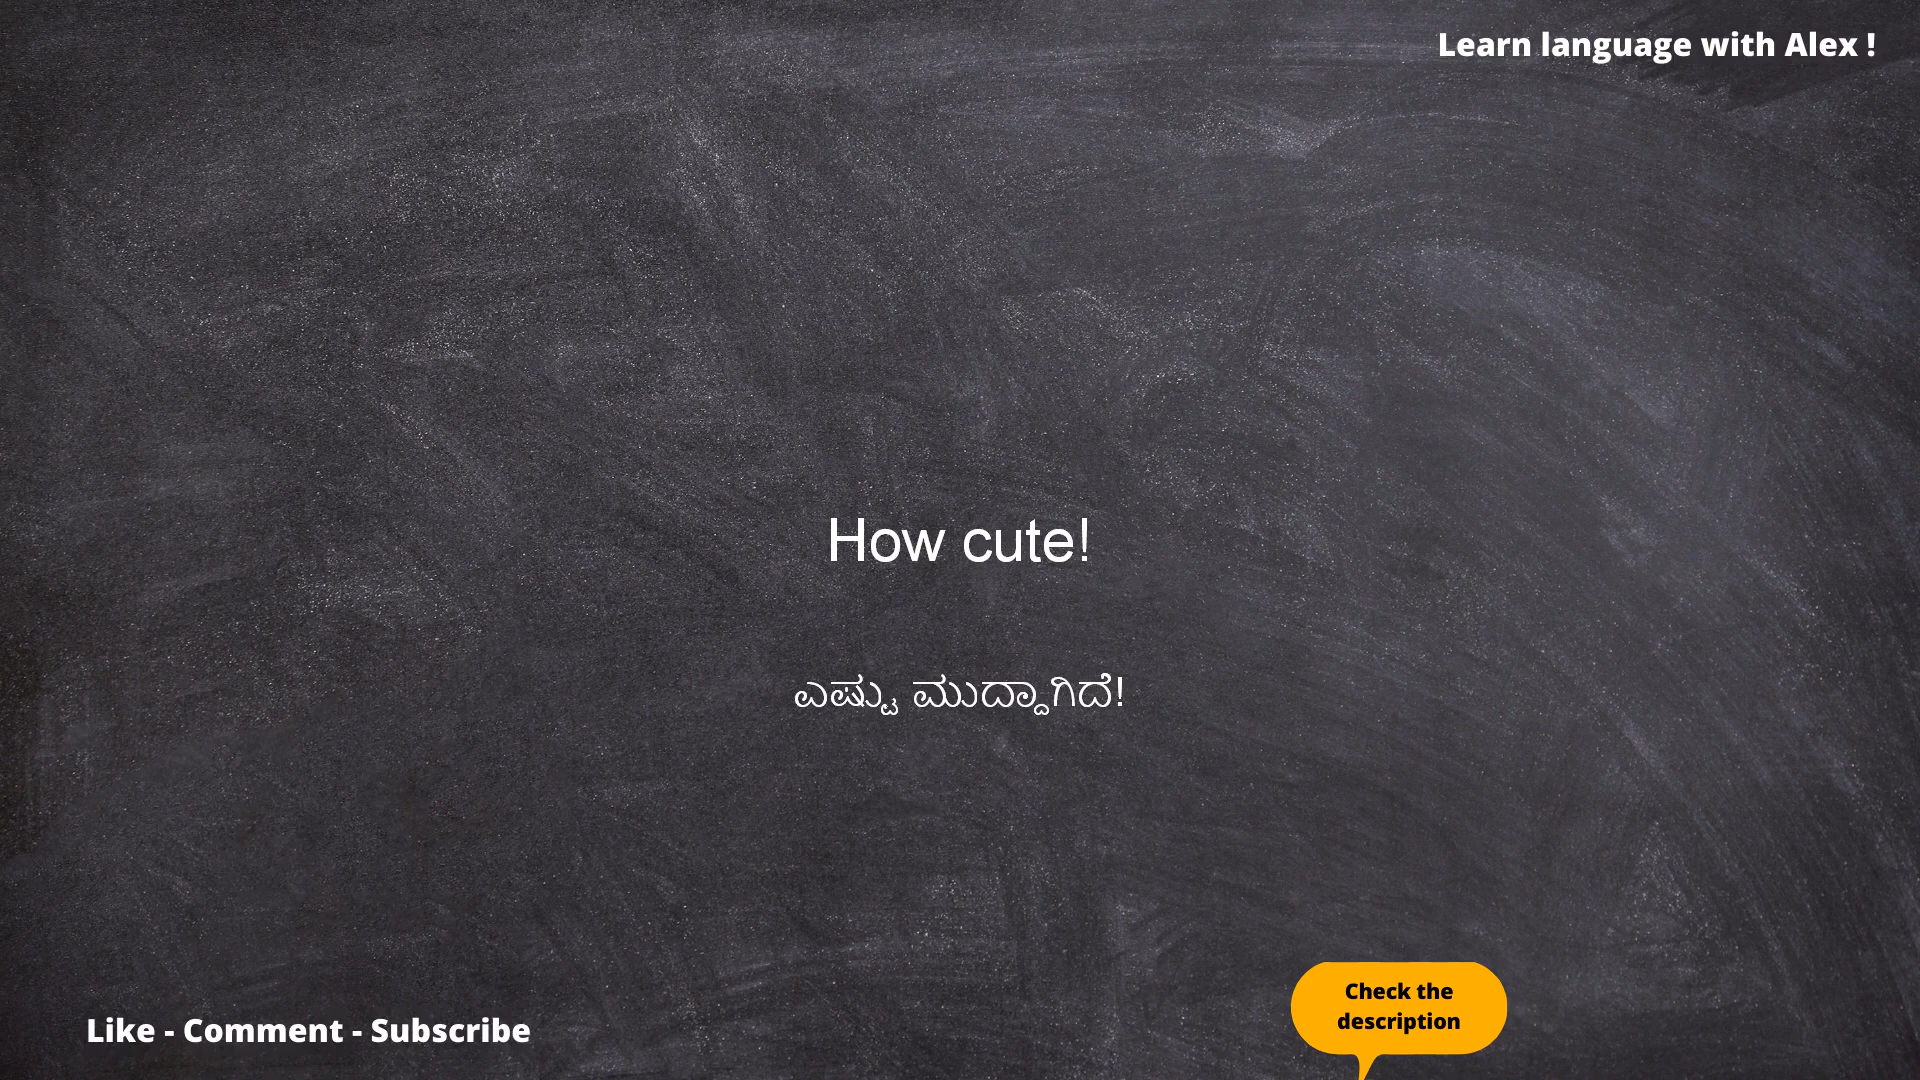 Learn language with Alex !
How cute!
ಎಷ್ಟು ಮುದ್ದಾಗಿದೆ!
Check the
description
Like - Comment - Subscribe